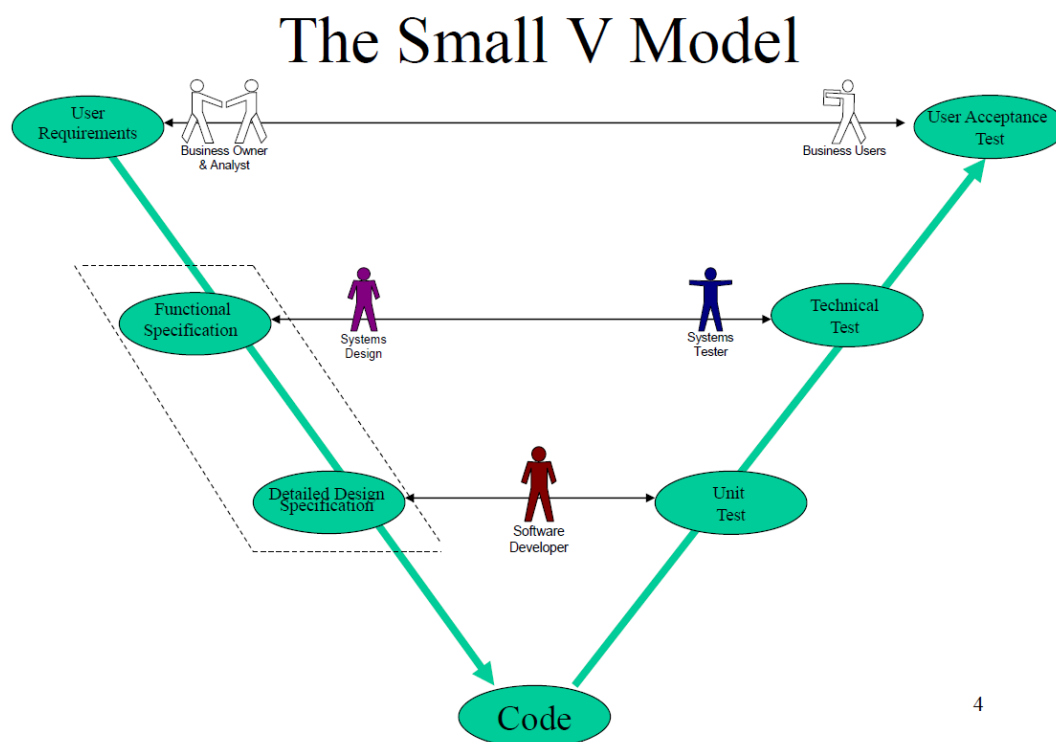 The Small V Model
User
Requirements
Business Owner
& Analyst
Business Users
User Acceptance
Test
Functional
Specification
Systems
Design
Systems
Tester
Technical
Test
Detailed Design
Specification
Software
Developer
Unit
Test
Code
4